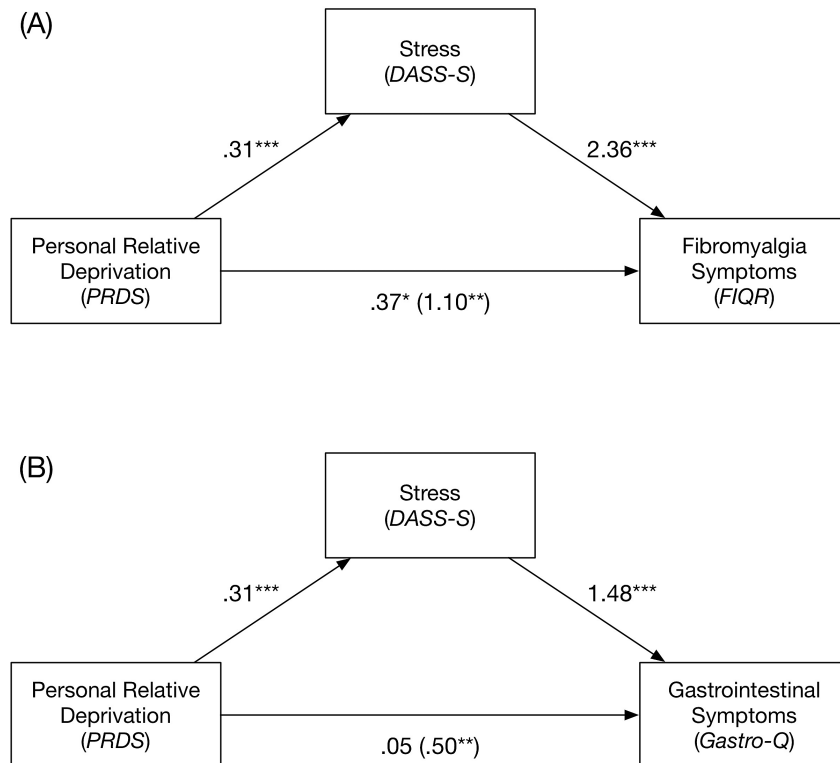 (A)
Stress
(DASS-S)
.31***
2.36***
Personal Relative
Deprivation
(PRDS)
Fibromyalgia
Symptoms
(FIQR)
.37* (1.10**)
(B)
Stress
(DASS-S)
.31***
1.48***
Personal Relative
Deprivation
(PRDS)
Gastrointestinal
Symptoms
(Gastro-Q)
.05 (.50**)